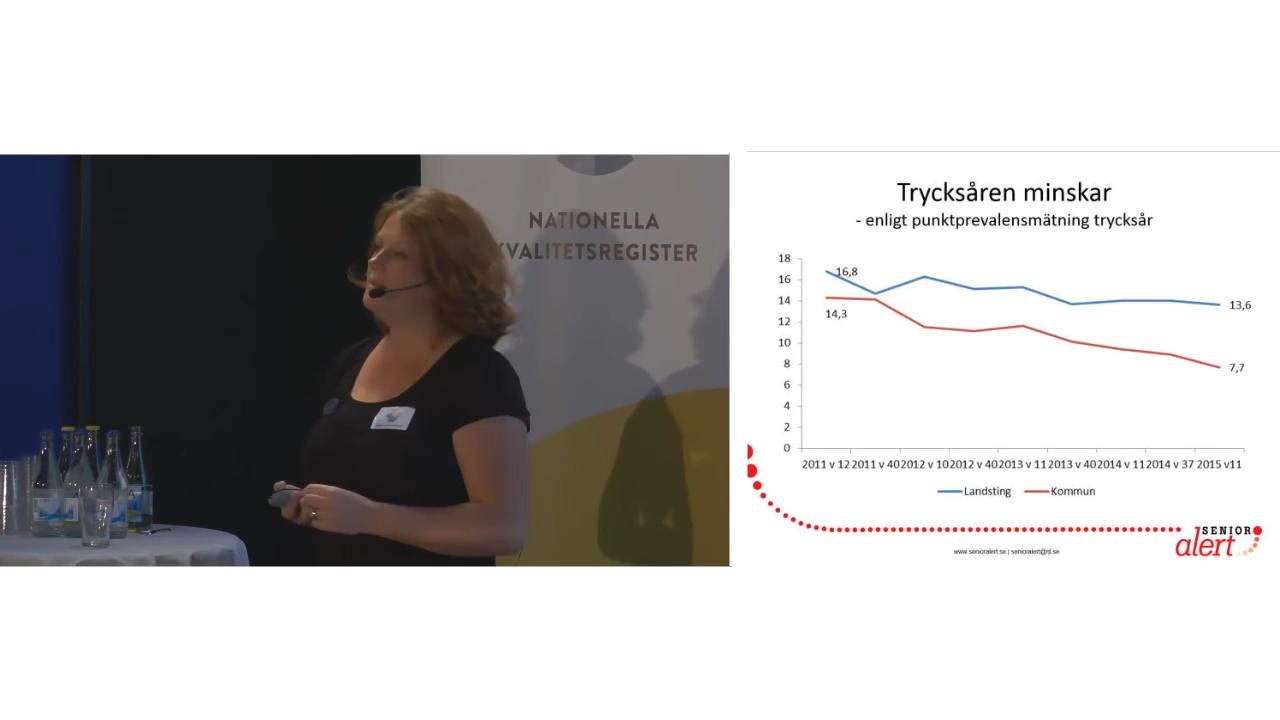 NATIONELLA
KVALITETSREGISTER
Trycksåren minskar
- enligt punktprevalensmätning trycksår
18
16
14
12
10
8
6
4
2
0
16,8
14,3
13,6
7,7
2011 v 12 2011 v 40 2012 v 10 2012 v 40 2013 v 11 2013 v 40 2014 v 11 2014 v 37 2015 v11
Landsting Kommun
SENIOR
alert
www.senioralert.se | senioralert@rjl.se